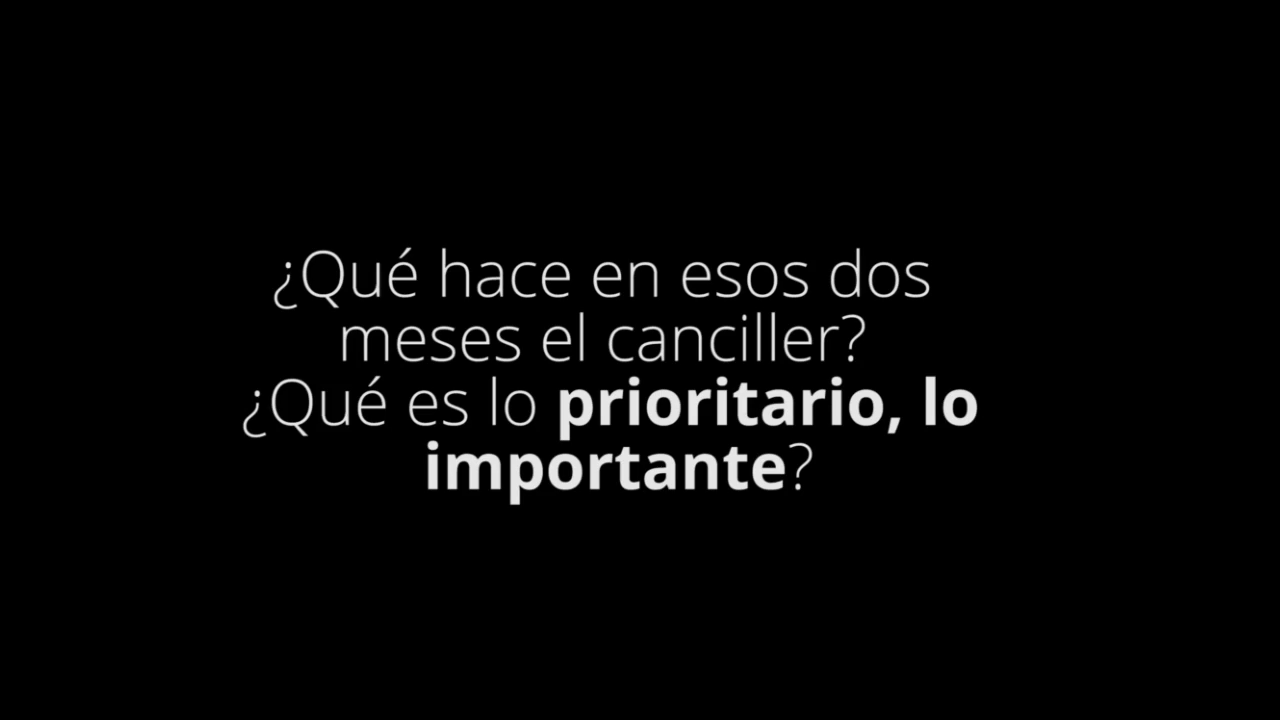 ¿Qué hace en esos dos
meses el canciller?
¿Qué es lo prioritario, lo
importante?